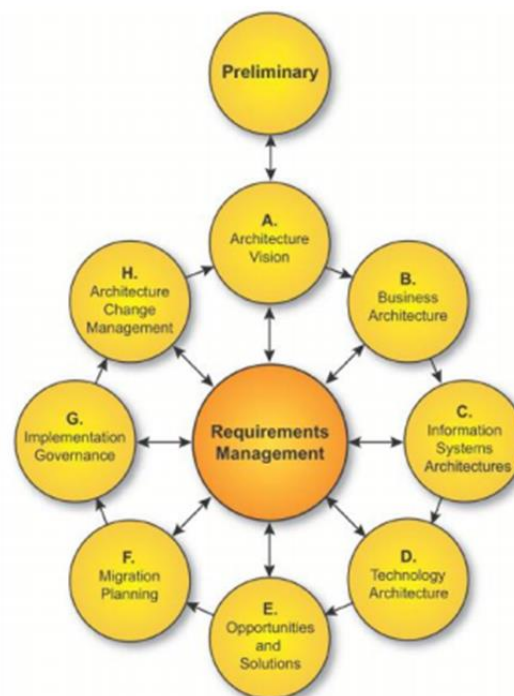 Preliminary
A.
Architecture
Vision
B.
Business
Architecture
C.
Information
Systems
Architectures
D.
Technology
Architecture
E.
Opportunities
and
Solutions
F.
Migration
Planning
G.
Implementation
Governance
H.
Architecture
Change
Management
Requirements
Management